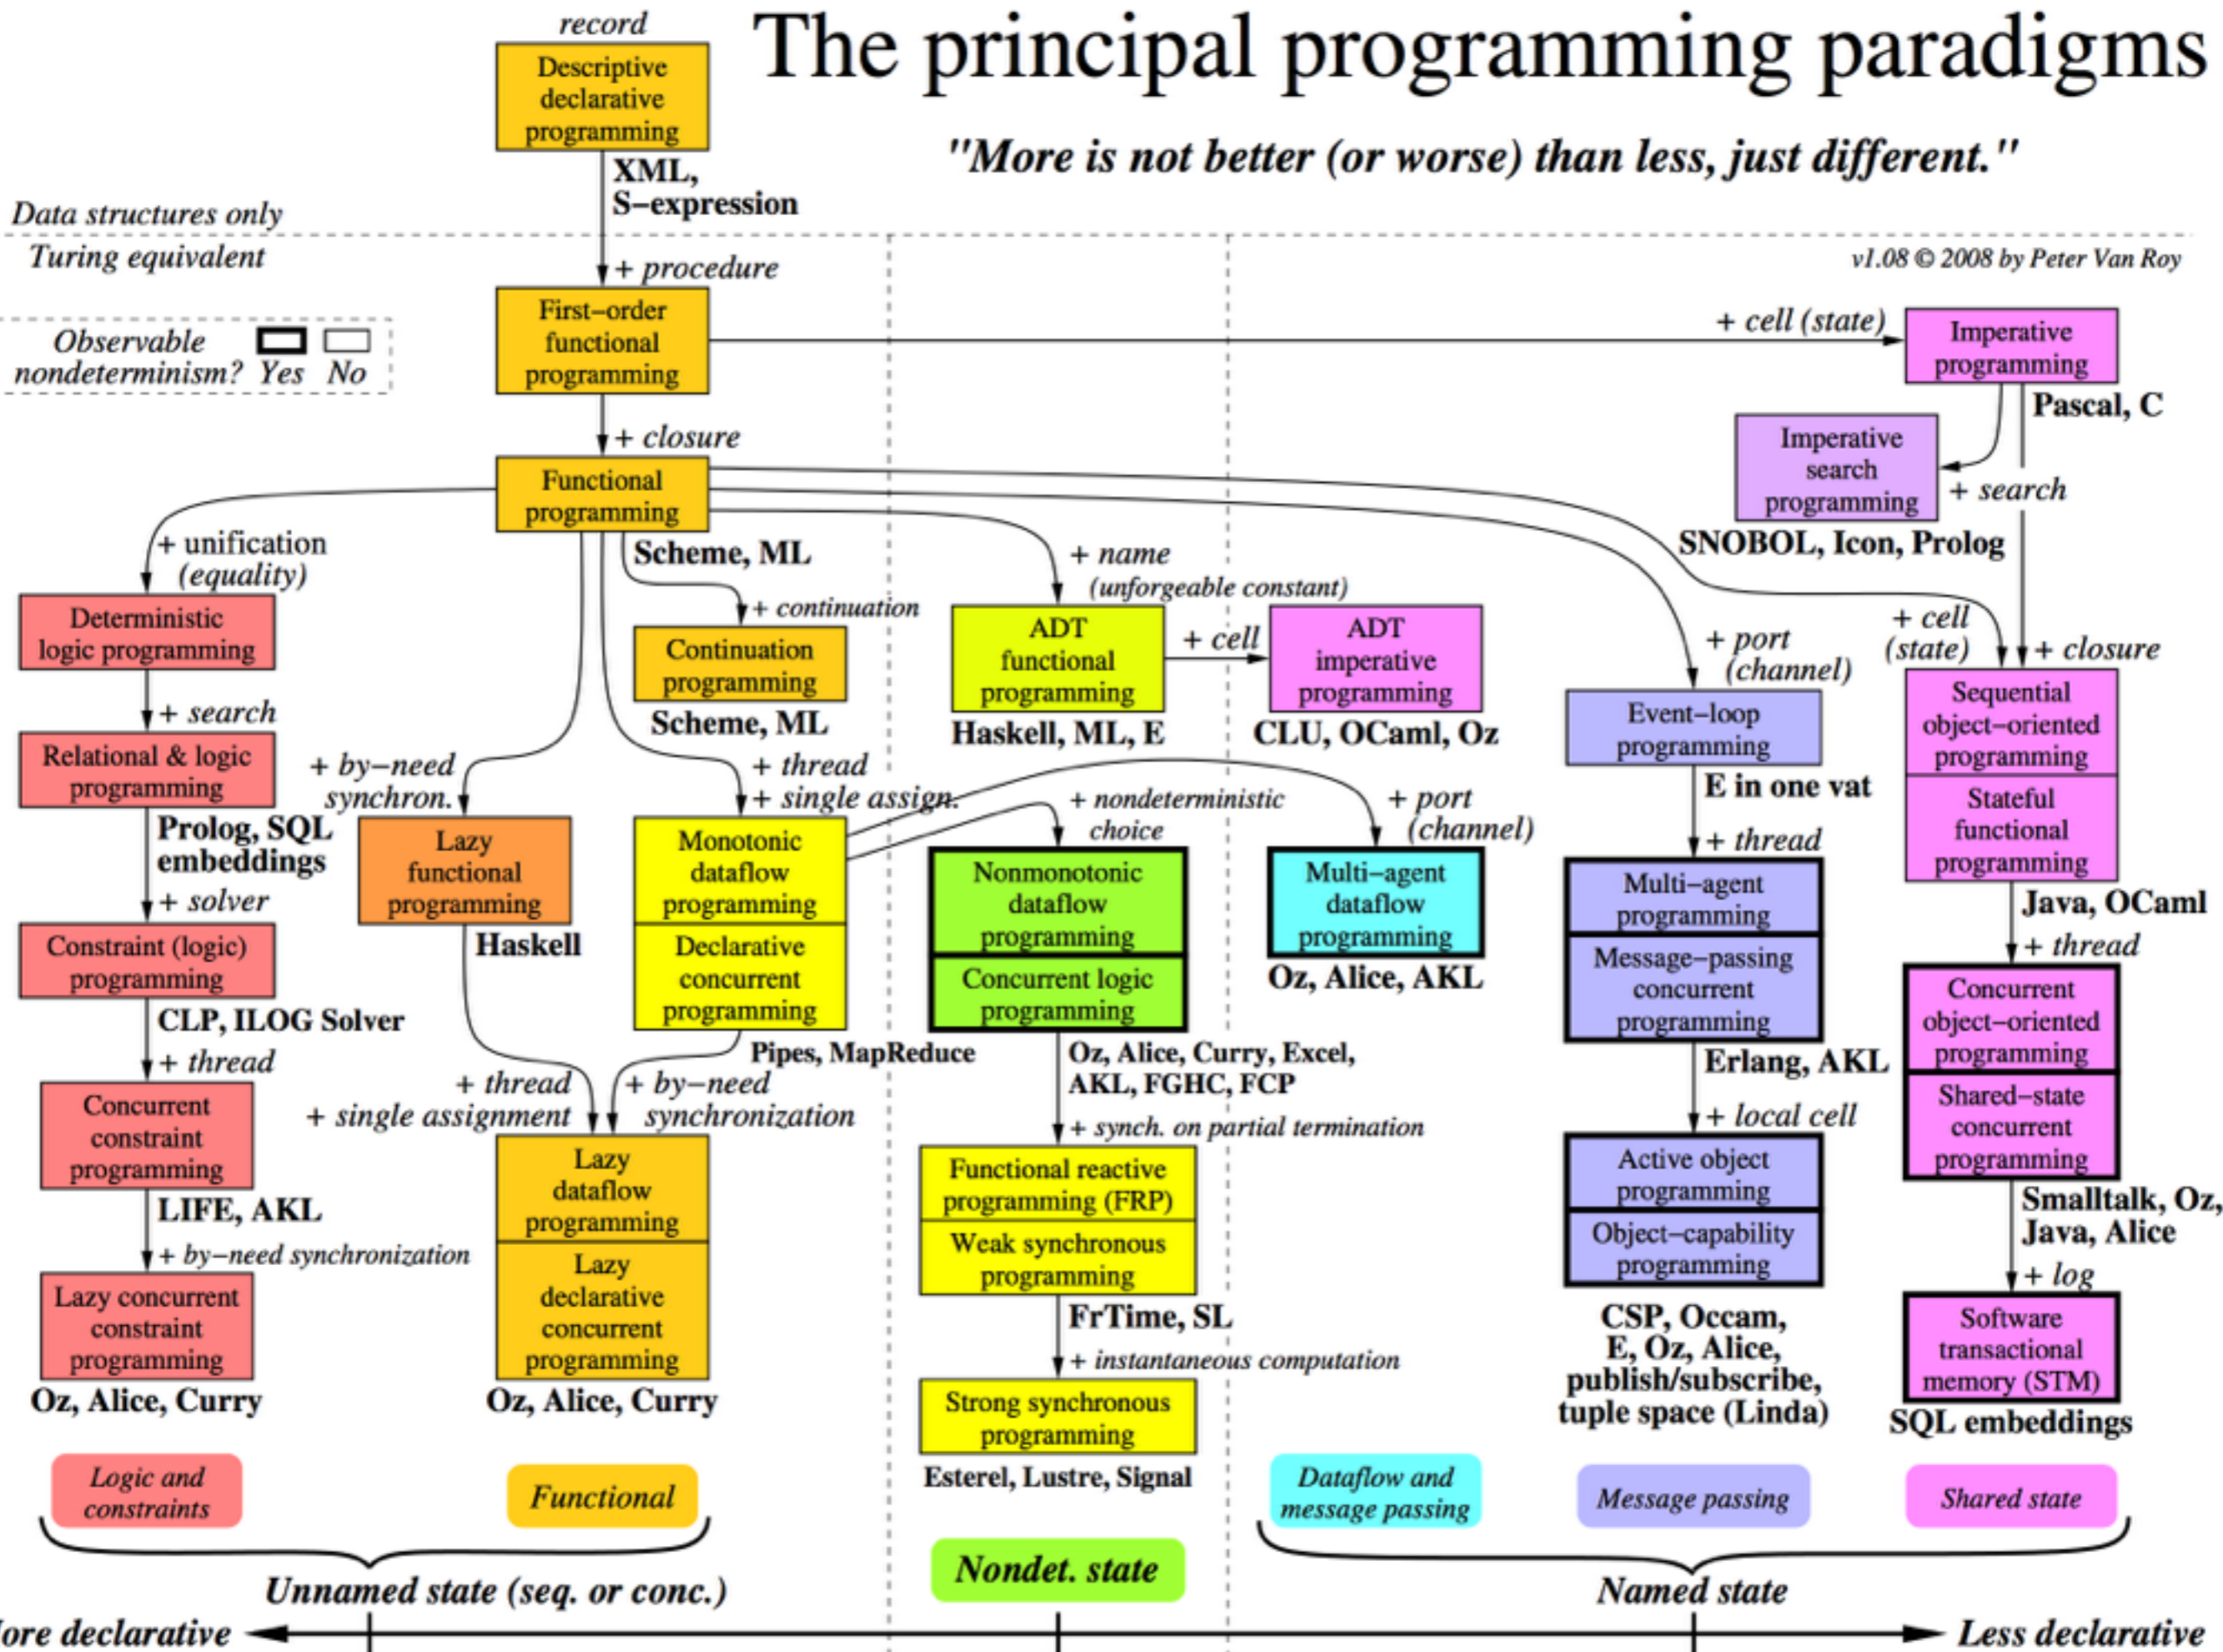 The principal programming paradigms
"More is not better (or worse) than less, just different."
record
Descriptive
declarative
programming
XML,
S−expression
Data structures only
Turing equivalent
v1.08 © 2008 by Peter Van Roy
Observable
nondeterminism? Yes No
+ procedure
First−order
functional
programming
+ cell (state)
Imperative
programming
Pascal, C
Imperative
search
programming
+ search
SNOBOL, Icon, Prolog
+ closure
Functional
programming
Scheme, ML
+ unification
(equality)
Deterministic
logic programming
+ search
Relational & logic
programming
Prolog, SQL
embeddings
+ solver
Constraint (logic)
programming
CLP, ILOG Solver
+ thread
Concurrent
constraint
programming
LIFE, AKL
+ by−need synchronization
Lazy concurrent
constraint
programming
Oz, Alice, Curry
+ continuation
Continuation
programming
Scheme, ML
+ by−need
synchron.
Lazy
functional
programming
Haskell
+ thread
+ single assign.
Monotonic
dataflow
programming
Declarative
concurrent
programming
Pipes, MapReduce
+ thread
+ single assignment
+ by−need
synchronization
Lazy
dataflow
programming
Lazy
declarative
concurrent
programming
Oz, Alice, Curry
+ name
(unforgeable constant)
ADT
functional
programming
Haskell, ML, E
+ cell
ADT
imperative
programming
CLU, OCaml, Oz
+ nondeterministic
choice
Nonmonotonic
dataflow
programming
Concurrent logic
programming
Oz, Alice, Curry, Excel,
AKL, FGHC, FCP
+ synch. on partial termination
Functional reactive
programming (FRP)
Weak synchronous
programming
FrTime, SL
+ instantaneous computation
Strong synchronous
programming
Esterel, Lustre, Signal
+ port
(channel)
Multi−agent
dataflow
programming
Oz, Alice, AKL
+ port
(channel)
Event−loop
programming
E in one vat
+ thread
Multi−agent
programming
Message−passing
concurrent
programming
Erlang, AKL
+ local cell
Active object
programming
Object−capability
programming
CSP, Occam,
E, Oz, Alice,
publish/subscribe,
tuple space (Linda)
+ cell
(state)
+ closure
Sequential
object−oriented
programming
Stateful
functional
programming
Java, OCaml
+ thread
Concurrent
object−oriented
programming
Shared−state
concurrent
programming
Smalltalk, Oz,
Java, Alice
+ log
Software
transactional
memory (STM)
SQL embeddings
Logic and
constraints
Functional
Dataflow and
message passing
Message passing
Shared state
Unnamed state (seq. or conc.)
Nondet. state
Named state
ore declarative
Less declarative